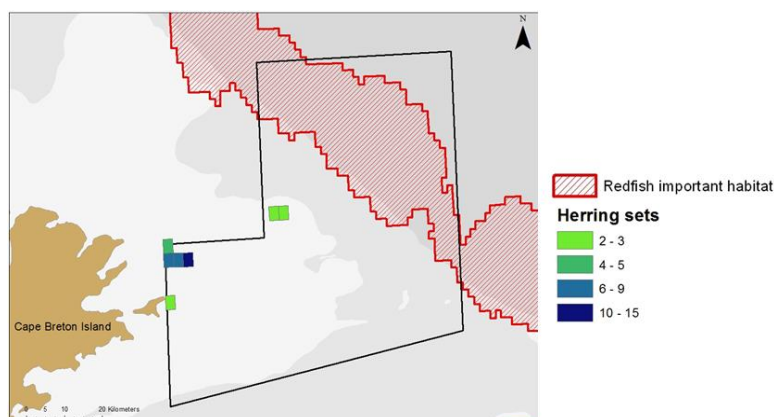 N
Redfish important habitat
Herring sets
2 - 3
4 - 5
6 - 9
10 - 15
Cape Breton Island
0 5 10 20 Kilometers